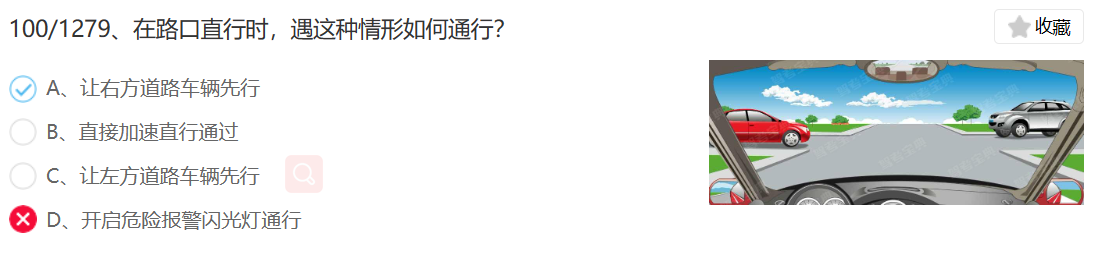 100/1279、在路口直行时，遇这种情形如何通行？
收藏
A、让右方道路车辆先行
B、直接加速直行通过
C、让左方道路车辆先行
D、开启危险报警闪光灯通行